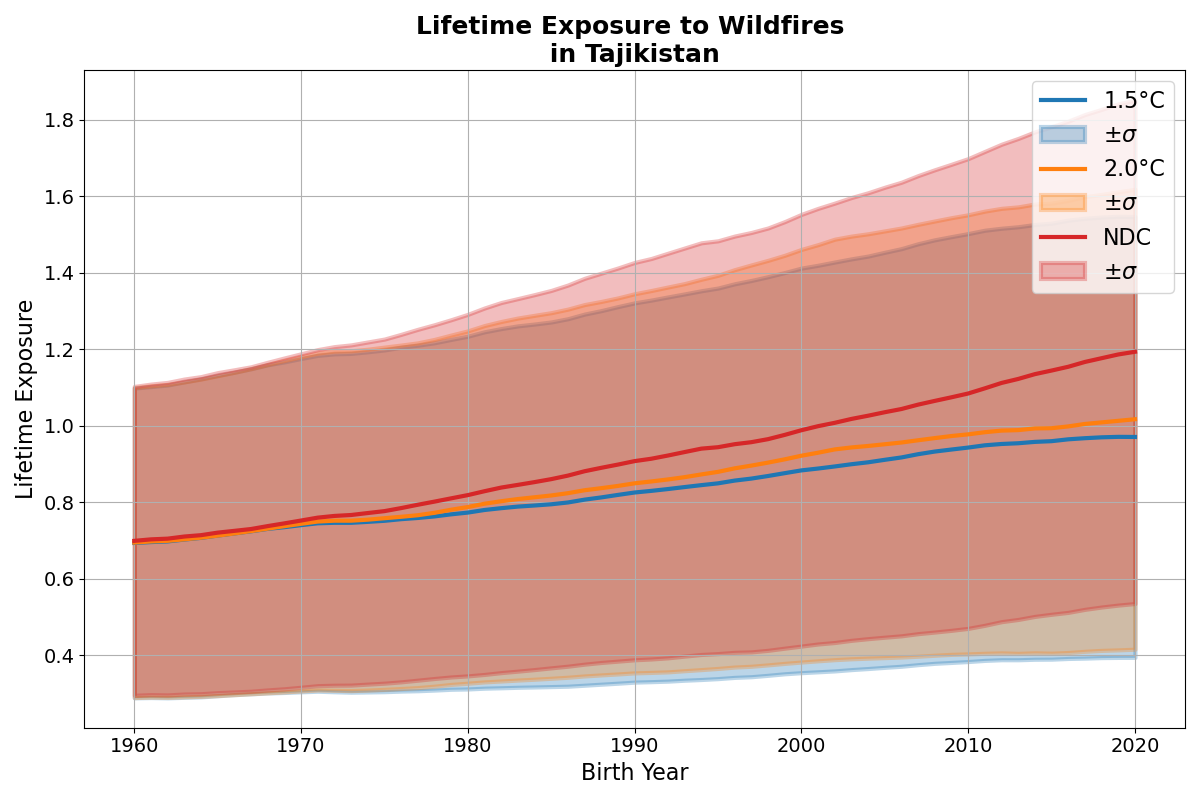 Lifetime Exposure to Wildfires
in Tajikistan
Lifetime Exposure
1.8
1.6
1.4
1.2
1.0
0.8
0.6
0.4
1960
1970
1980
1990
2000
2010
2020
Birth Year
1.5°C
±σ
2.0°C
±σ
NDC
±σ